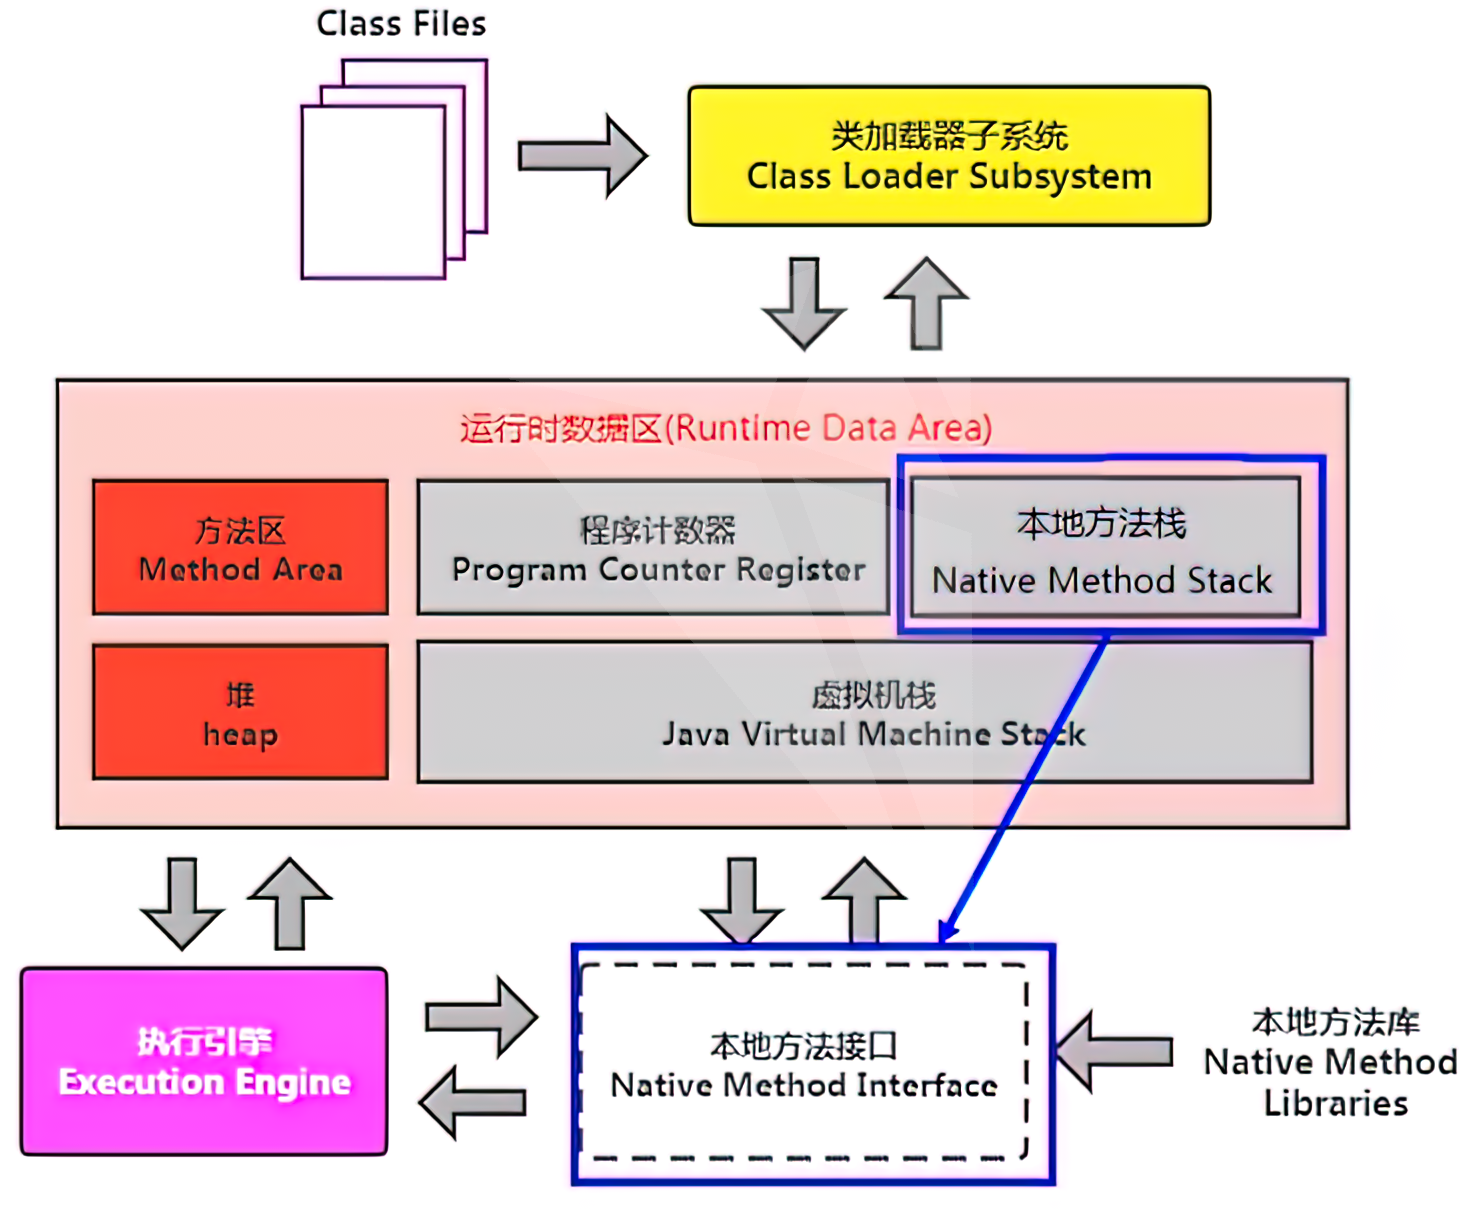 Class Files
类加载器子系统
Class Loader Subsystem
运行时数据区(Runtime Data Area)
方法区
Method Area
程序计数器
Program Counter Register
本地方法栈
Native Method Stack
堆
heap
虚拟机栈
Java Virtual Machine Stack
执行引擎
Execution Engine
本地方法接口
Native Method Interface
本地方法库
Native Method
Libraries